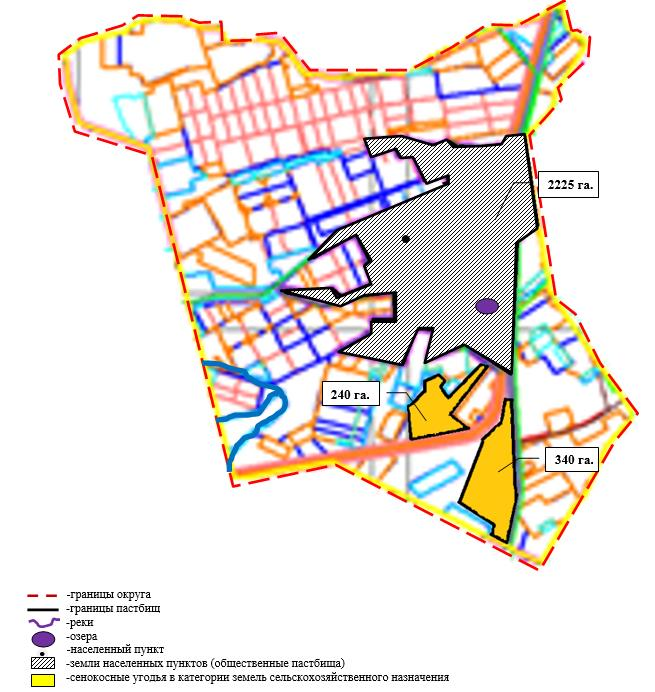 2225 га.
240 га.
340 га.
-границы округа
-границы пастбищ
-реки
-озера
-населенный пункт
-земли населенных пунктов (общественные пастбища)
-сенокосные угодья в категории земель сельскохозяйственного назначения